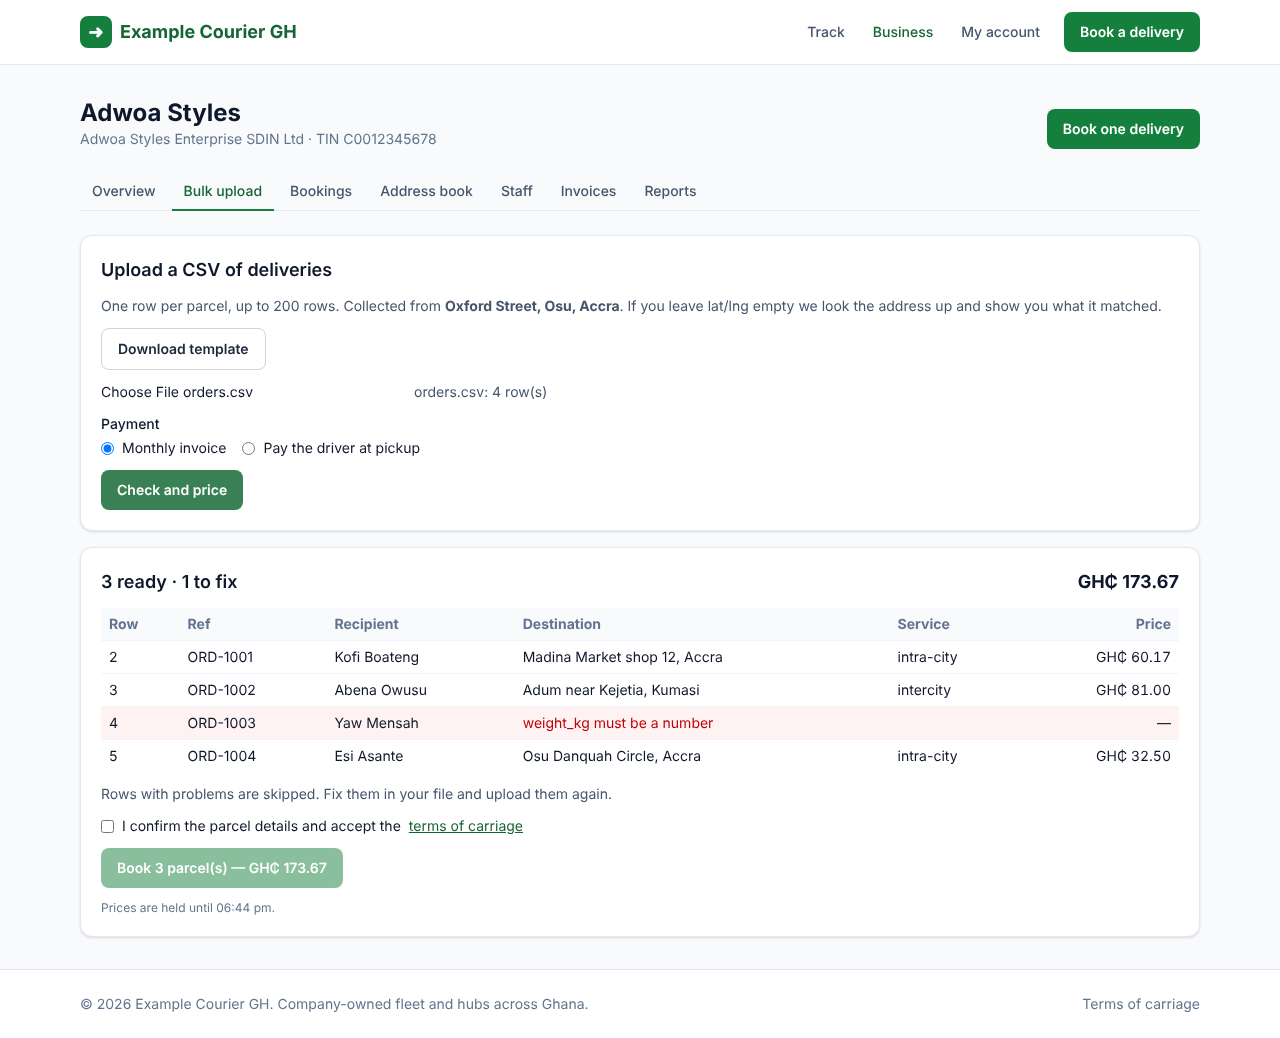 Example Courier GH
Track Business My account Book a delivery
Adwoa Styles
Adwoa Styles Enterprise SDIN Ltd · TIN C0012345678
Book one delivery
Overview Bulk upload Bookings Address book Staff Invoices Reports
Upload a CSV of deliveries
One row per parcel, up to 200 rows. Collected from Oxford Street, Osu, Accra. If you leave lat/lng empty we look the address up and show you what it matched.
Download template
Choose File orders.csv orders.csv: 4 row(s)
Payment
Monthly invoice Pay the driver at pickup
Check and price
3 ready · 1 to fix GH₵ 173.67
Row Ref Recipient Destination Service Price
2 ORD-1001 Kofi Boateng Madina Market shop 12, Accra intra-city GH₵ 60.17
3 ORD-1002 Abena Owusu Adum near Kejetia, Kumasi intercity GH₵ 81.00
4 ORD-1003 Yaw Mensah weight_kg must be a number —
5 ORD-1004 Esi Asante Osu Danquah Circle, Accra intra-city GH₵ 32.50
Rows with problems are skipped. Fix them in your file and upload them again.
I confirm the parcel details and accept the terms of carriage
Book 3 parcel(s) — GH₵ 173.67
Prices are held until 06:44 pm.
© 2026 Example Courier GH. Company-owned fleet and hubs across Ghana. Terms of carriage